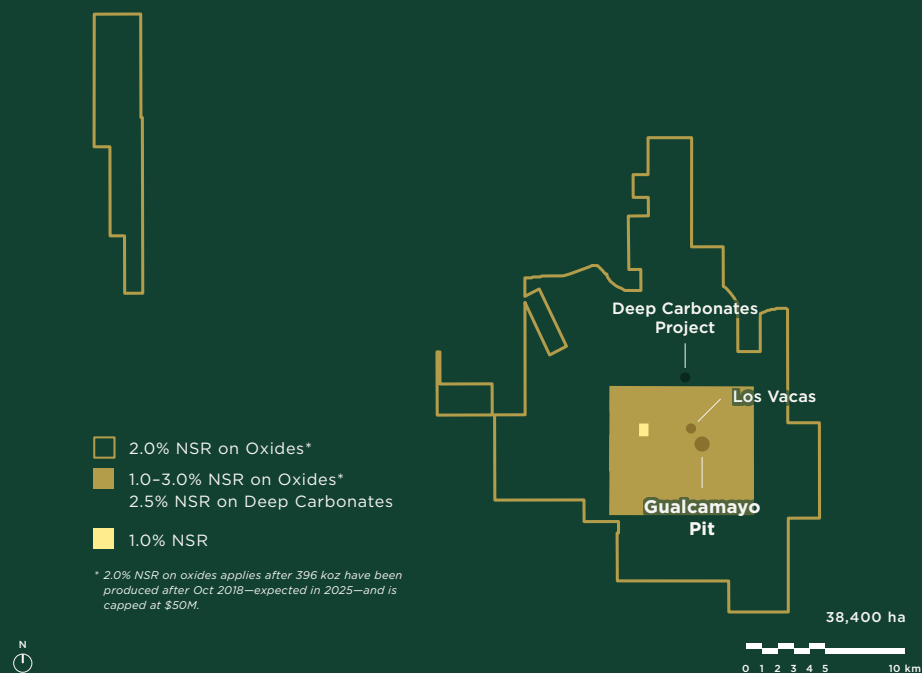 Deep Carbonates
Project
Los Vacas
Gualcamayo
Pit
2.0% NSR on Oxides*
1.0–3.0% NSR on Oxides*
2.5% NSR on Deep Carbonates
1.0% NSR
* 2.0% NSR on oxides applies after 396 koz have been
produced after Oct 2018—expected in 2025—and is
capped at $50M.
38,400 ha
N
0 1 2 3 4 5 10 km